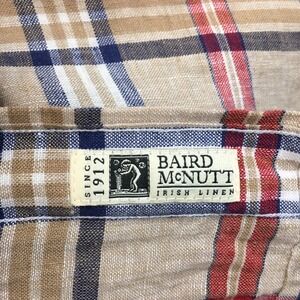 SINCE
1912
BAIRD
McNUTT
IRISH LINEN